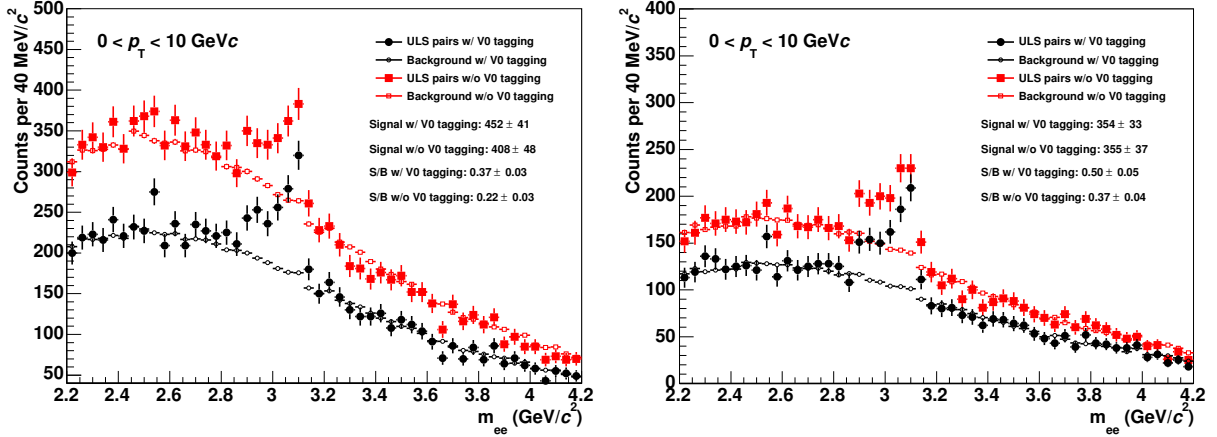 Counts per 40 MeV/c²
500
450
400
350
300
250
200
150
100
50
0 < p_T < 10 GeVc
ULS pairs w/ V0 tagging
Background w/ V0 tagging
ULS pairs w/o V0 tagging
Background w/o V0 tagging
Signal w/ V0 tagging: 452 ± 41
Signal w/o V0 tagging: 408 ± 48
S/B w/ V0 tagging: 0.37 ± 0.03
S/B w/o V0 tagging: 0.22 ± 0.03
2.2 2.4 2.6 2.8 3 3.2 3.4 3.6 3.8 4 4.2
m_ee (GeV/c²)
Counts per 40 MeV/c²
400
350
300
250
200
150
100
50
0
0 < p_T < 10 GeVc
ULS pairs w/ V0 tagging
Background w/ V0 tagging
ULS pairs w/o V0 tagging
Background w/o V0 tagging
Signal w/ V0 tagging: 354 ± 33
Signal w/o V0 tagging: 355 ± 37
S/B w/ V0 tagging: 0.50 ± 0.05
S/B w/o V0 tagging: 0.37 ± 0.04
2.2 2.4 2.6 2.8 3 3.2 3.4 3.6 3.8 4 4.2
m_ee (GeV/c²)